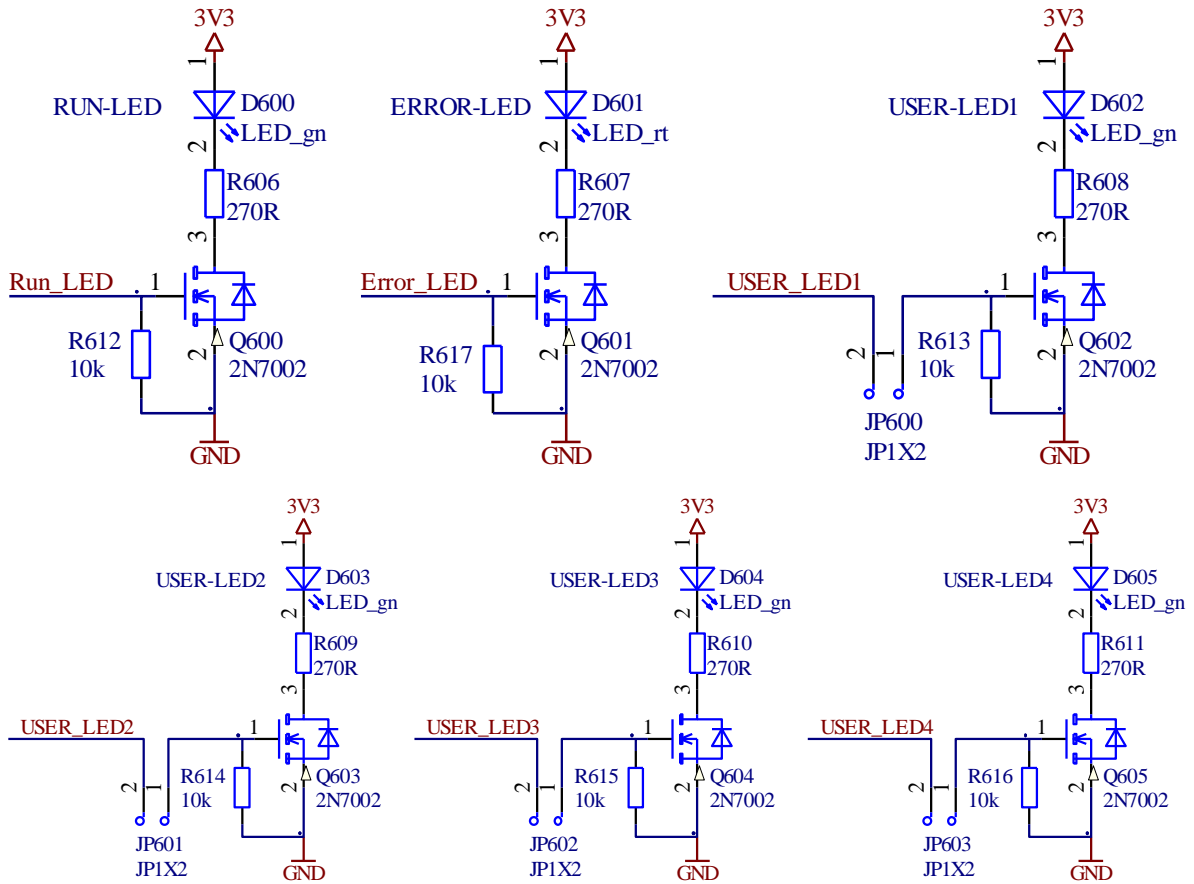 3V3
1
RUN-LED
D600
LED_gn
2
R606
270R
3
Run_LED
1
R612
10k
2
Q600
2N7002
GND
3V3
1
ERROR-LED
D601
LED_rt
2
R607
270R
3
Error_LED
1
R617
10k
2
Q601
2N7002
GND
3V3
1
USER-LED1
D602
LED_gn
2
R608
270R
3
USER_LED1
1
2
1
R613
10k
2
Q602
2N7002
JP600
JP1X2
GND
3V3
1
USER-LED2
D603
LED_gn
2
R609
270R
3
USER_LED2
1
2
1
R614
10k
2
Q603
2N7002
JP601
JP1X2
GND
3V3
1
USER-LED3
D604
LED_gn
2
R610
270R
3
USER_LED3
1
2
1
R615
10k
2
Q604
2N7002
JP602
JP1X2
GND
3V3
1
USER-LED4
D605
LED_gn
2
R611
270R
3
USER_LED4
1
2
1
R616
10k
2
Q605
2N7002
JP603
JP1X2
GND